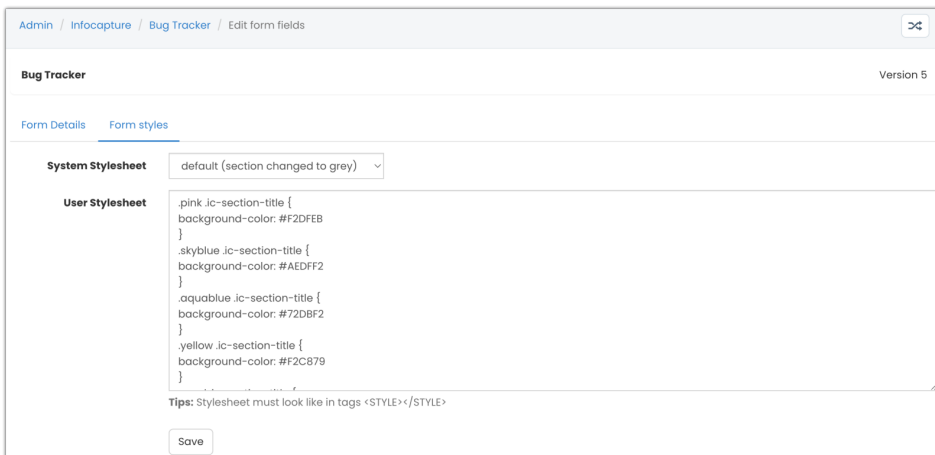 Admin / Infocapture / Bug Tracker / Edit form fields
Bug Tracker Version 5
Form Details Form styles
System Stylesheet default (section changed to grey)
User Stylesheet .pink .ic-section-title {
background-color: #F2DFEB
}
.skyblue .ic-section-title {
background-color: #AEDFF2
}
.aquablue .ic-section-title {
background-color: #72DBF2
}
.yellow .ic-section-title {
background-color: #F2C879
}
Tips: Stylesheet must look like in tags <STYLE></STYLE>
Save